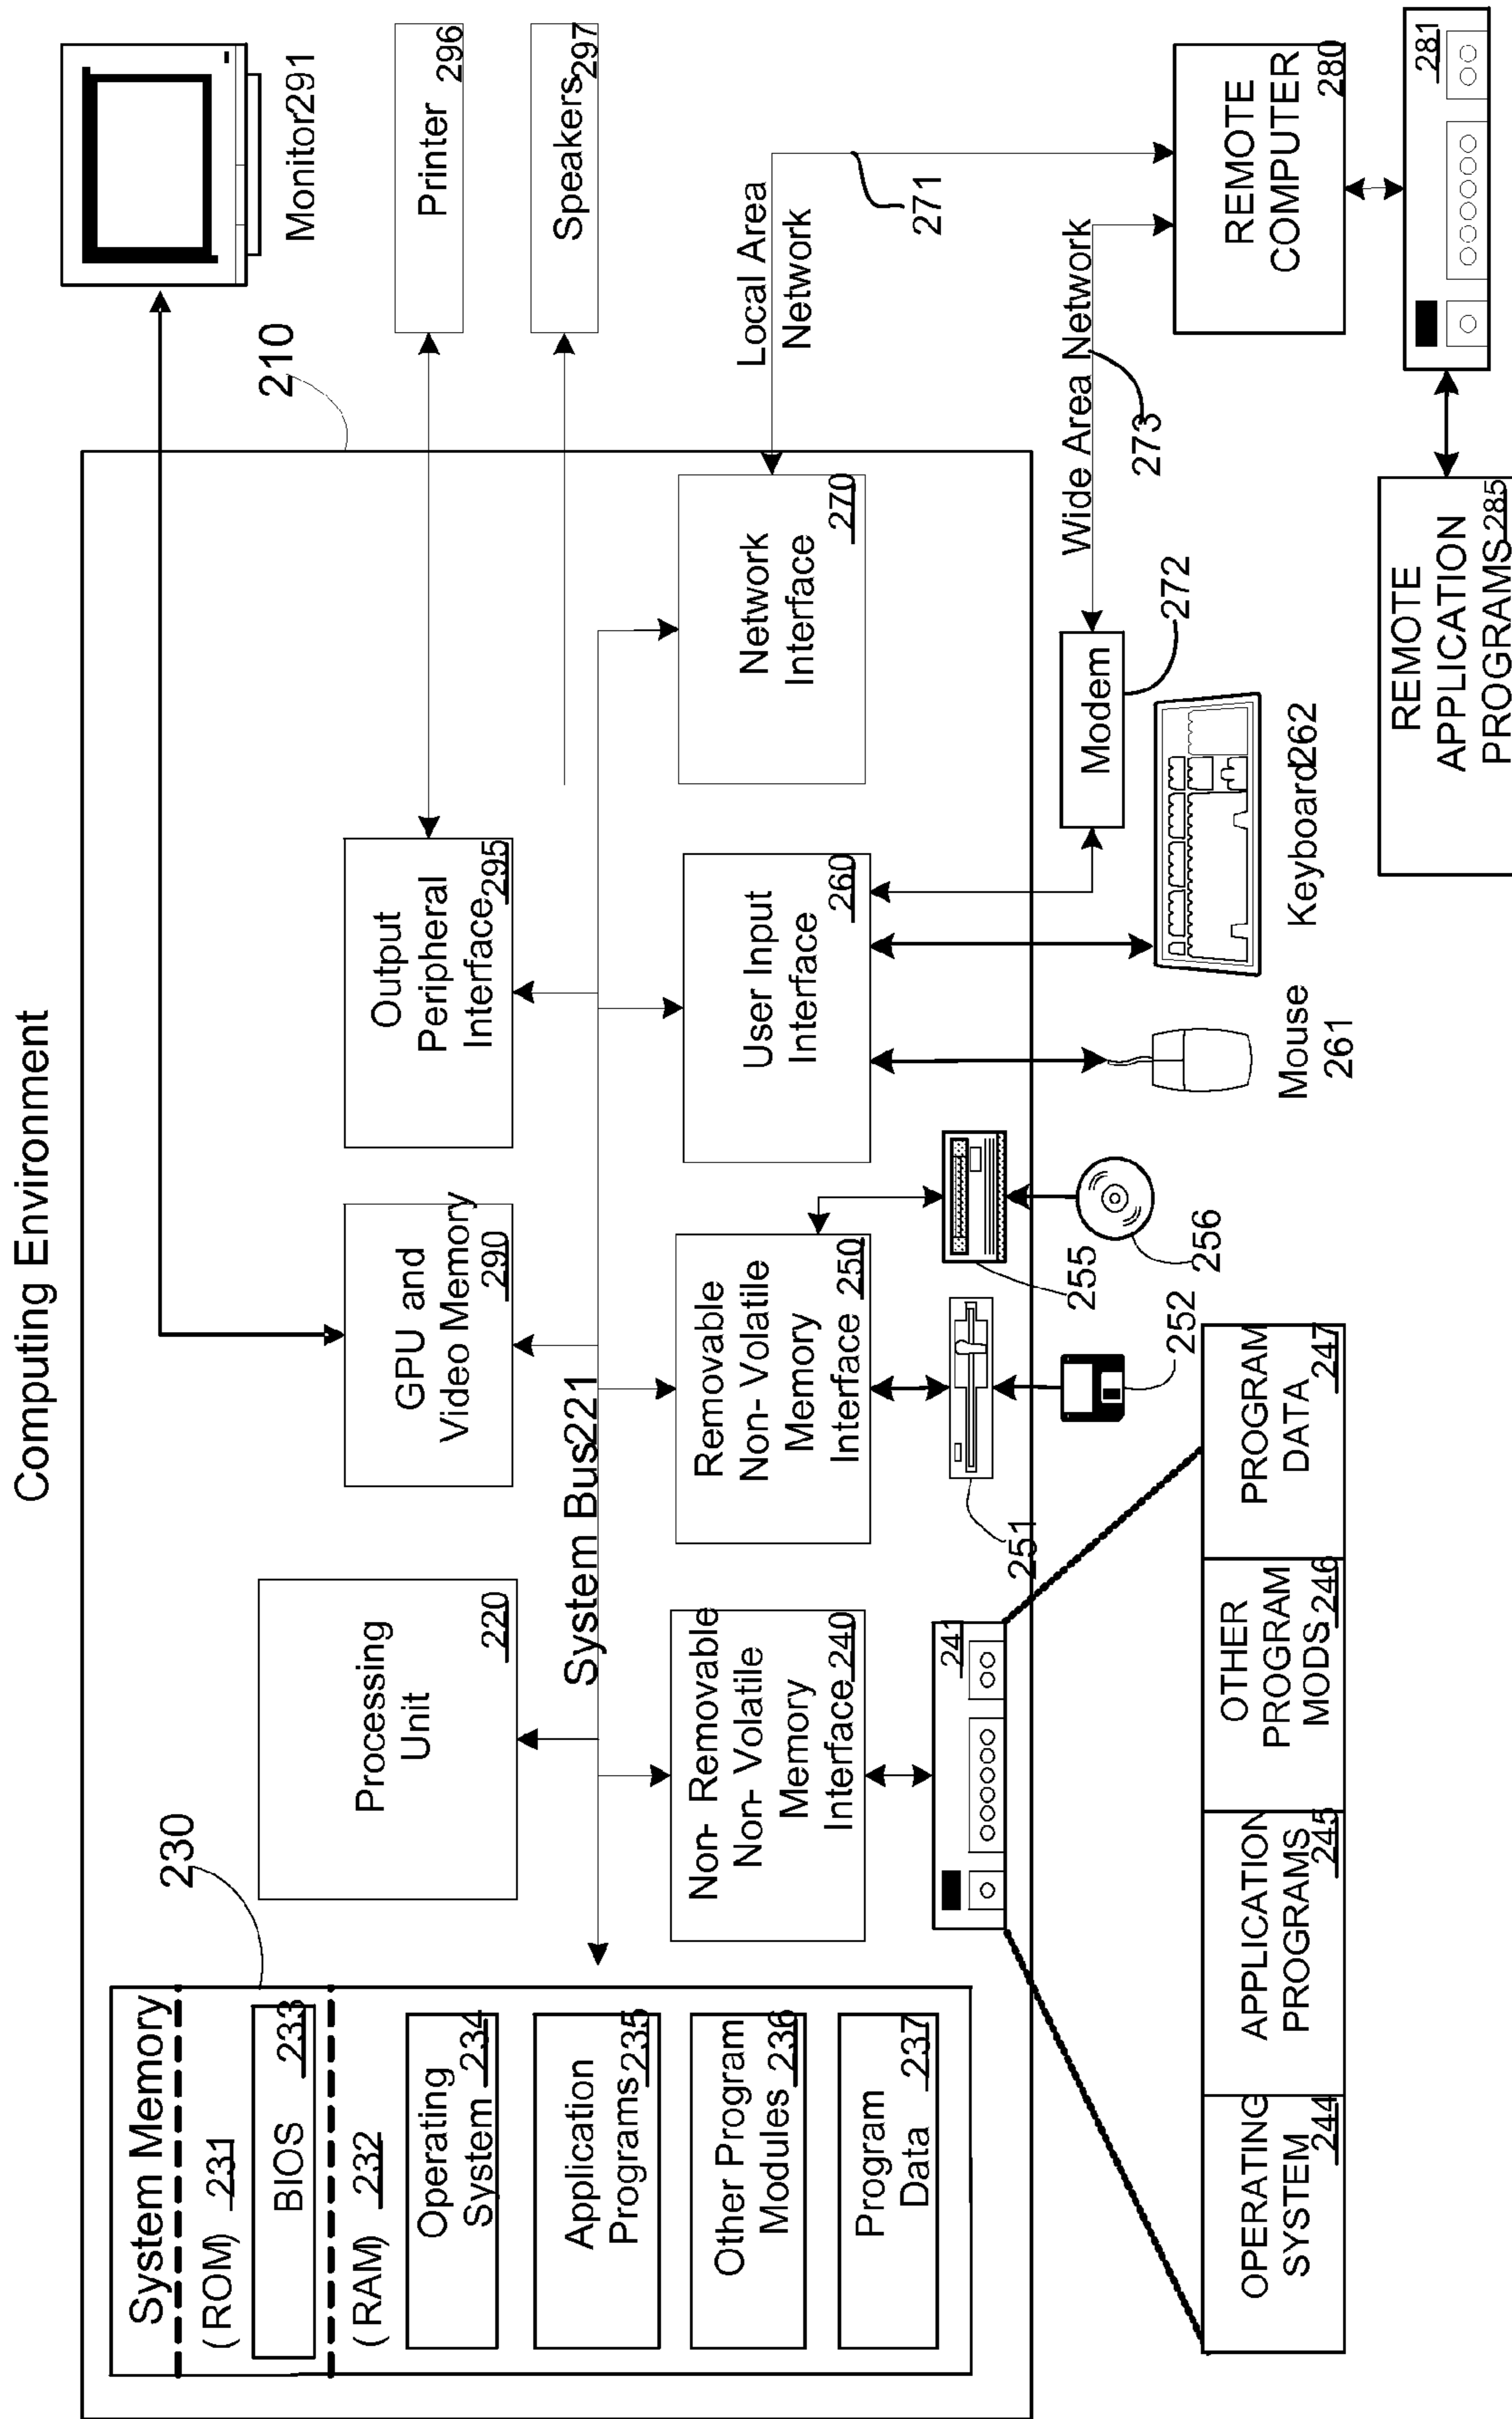 Computing Environment
210
230
System Memory
(ROM) 231
BIOS 233
(RAM) 232
Operating
System 234
Application
Programs 235
Other Program
Modules 236
Program
Data 237
Processing
Unit
220
GPU and
Video Memory
290
Output
Peripheral
Interface 295
System Bus 221
Non- Removable
Non- Volatile
Memory
Interface 240
Removable
Non- Volatile
Memory
Interface 250
User Input
Interface
260
Network
Interface
270
241
251
252
255
256
Monitor 291
Printer
296
Speakers 297
Local Area
Network
271
Wide Area Network
273
Modem
272
Mouse
261
Keyboard 262
REMOTE
COMPUTER
280
281
REMOTE
APPLICATION
PROGRAMS 285
OPERATING
SYSTEM
244
APPLICATION
PROGRAMS
245
OTHER
PROGRAM
MODS. 246
PROGRAM
DATA
247